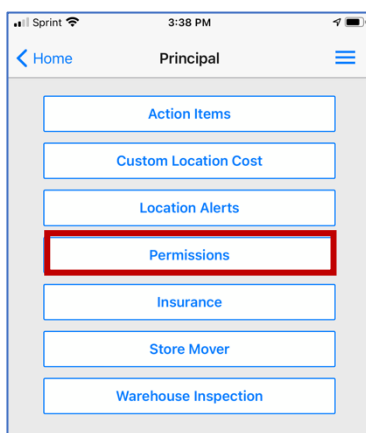 Sprint 3:38 PM
Home Principal
Action Items
Custom Location Cost
Location Alerts
Permissions
Insurance
Store Mover
Warehouse Inspection